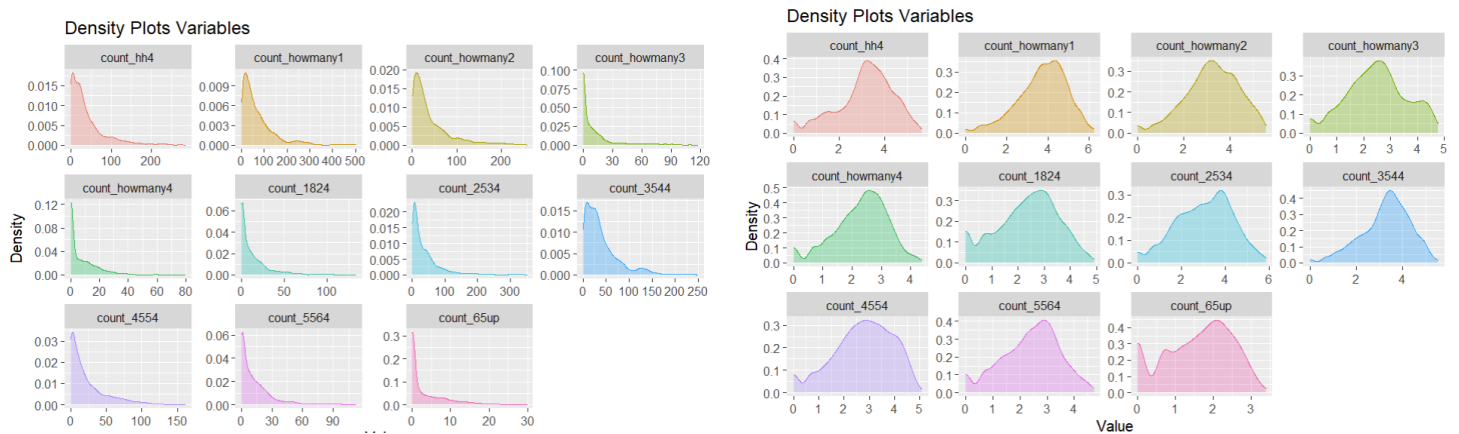 Density Plots Variables
count_hh4 count_howmany1 count_howmany2 count_howmany3
0.015 0.010 0.005 0.000
0.009 0.006 0.003 0.000
0.020 0.015 0.010 0.005 0.000
0.100 0.075 0.050 0.025 0.000
0 100 200
0 100 200 300 400 500
0 100 200
0 30 60 90 120
count_howmany4 count_1824 count_2534 count_3544
0.12 0.08 0.04 0.00
0.06 0.04 0.02 0.00
0.020 0.015 0.010 0.005 0.000
0.015 0.010 0.005 0.000
0 20 40 60 80
0 50 100
0 100 200 300
0 50 100 150 200 250
count_4554 count_5564 count_65up
0.03 0.02 0.01 0.00
0.06 0.04 0.02 0.00
0.3 0.2 0.1 0.0
0 50 100 150
0 30 60 90
0 10 20 30
Density
Density Plots Variables
count_hh4 count_howmany1 count_howmany2 count_howmany3
0.4 0.3 0.2 0.1 0.0
0.3 0.2 0.1 0.0
0.3 0.2 0.1 0.0
0.3 0.2 0.1 0.0
0 2 4
0 2 4 6
0 2 4
0 1 2 3 4 5
count_howmany4 count_1824 count_2534 count_3544
0.5 0.4 0.3 0.2 0.1 0.0
0.3 0.2 0.1 0.0
0.3 0.2 0.1 0.0
0.4 0.3 0.2 0.1 0.0
0 1 2 3 4
0 1 2 3 4 5
0 2 4 6
0 2 4
count_4554 count_5564 count_65up
0.3 0.2 0.1 0.0
0.4 0.3 0.2 0.1 0.0
0.4 0.3 0.2 0.1 0.0
0 1 2 3 4 5
0 1 2 3 4
0 1 2 3
Density
Value